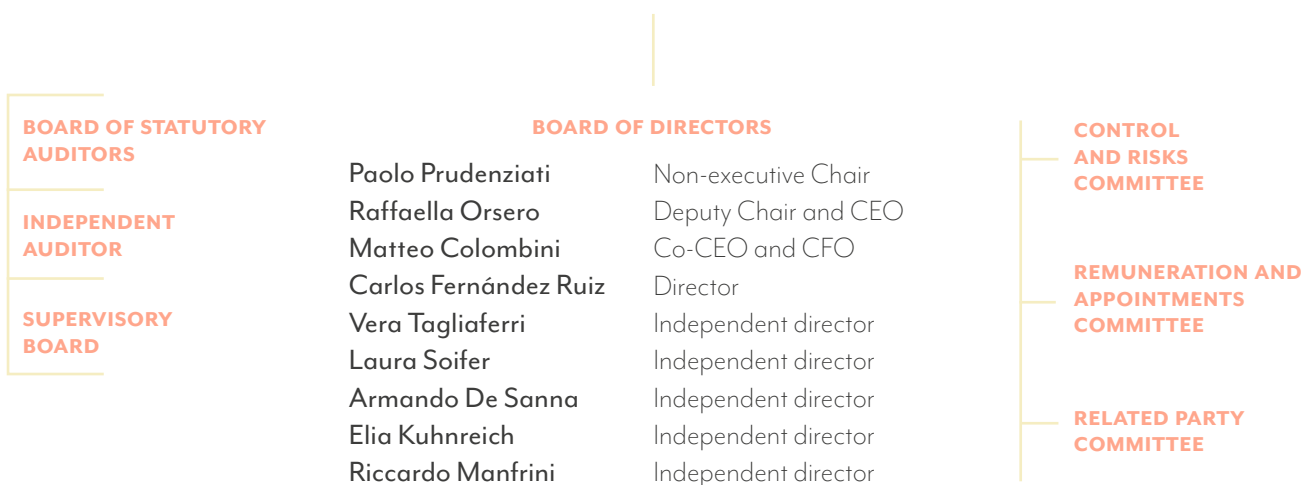 BOARD OF STATUTORY
AUDITORS
INDEPENDENT
AUDITOR
SUPERVISORY
BOARD
BOARD OF DIRECTORS
Paolo Prudenziati Non-executive Chair
Raffaella Orsero Deputy Chair and CEO
Matteo Colombini Co-CEO and CFO
Carlos Fernández Ruiz Director
Vera Tagliaferri Independent director
Laura Soifer Independent director
Armando De Sanna Independent director
Elia Kuhnreich Independent director
Riccardo Manfrini Independent director
CONTROL
AND RISKS
COMMITTEE
REMUNERATION AND
APPOINTMENTS
COMMITTEE
RELATED PARTY
COMMITTEE